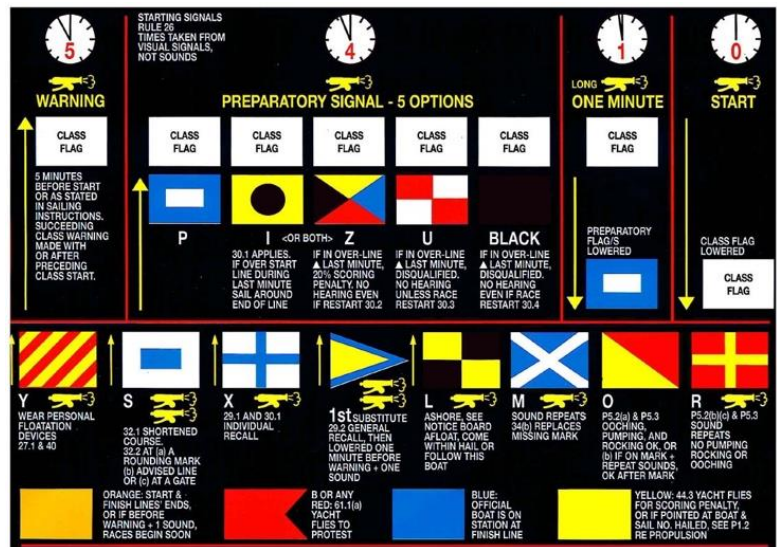 STARTING SIGNALS
RULE 26
TIMES TAKEN FROM
VISUAL SIGNALS,
NOT SOUNDS
5
4
1
0
WARNING
PREPARATORY SIGNAL - 5 OPTIONS
LONG
ONE MINUTE
START
CLASS
FLAG
CLASS
FLAG
CLASS
FLAG
CLASS
FLAG
CLASS
FLAG
CLASS
FLAG
CLASS
FLAG
5 MINUTES
BEFORE START
OR AS STATED
IN SAILING
INSTRUCTIONS.
SUCCEEDING
CLASS WARNING
MADE WITH
OR AFTER
PRECEDING
CLASS START.
P
I <OR BOTH> Z
U
BLACK
30.1 APPLIES.
IF OVER START
LINE DURING
LAST MINUTE
SAIL AROUND
END OF LINE
IF IN OVER-LINE
▲ LAST MINUTE,
20% SCORING
PENALTY. NO
HEARING EVEN
IF RESTART 30.2
IF IN OVER-LINE
▲ LAST MINUTE,
DISQUALIFIED.
NO HEARING
UNLESS RACE
RESTART 30.3
IF IN OVER-LINE
▲ LAST MINUTE,
DISQUALIFIED.
NO HEARING
EVEN IF RACE
RESTART 30.4
PREPARATORY
FLAG/S
LOWERED
CLASS FLAG
LOWERED
CLASS
FLAG
Y
WEAR PERSONAL
FLOATATION
DEVICES
27.1 & 40
S
32.1 SHORTENED
COURSE.
32.2 AT (a) A
ROUNDING MARK
(b) ADVISED LINE
OR (c) AT A GATE
X
29.1 AND 30.1
INDIVIDUAL
RECALL
1st SUBSTITUTE
29.2 GENERAL
RECALL, THEN
LOWERED ONE
MINUTE BEFORE
WARNING + ONE
SOUND
L
ASHORE, SEE
NOTICE BOARD
AFLOAT, COME
WITHIN HAIL OR
FOLLOW THIS
BOAT
M
SOUND REPEATS
34(b) REPLACES
MISSING MARK
O
P5.2(a) & P5.3
OOCHING,
PUMPING, AND
ROCKING OK, OR
(b) IF ON MARK +
REPEAT SOUNDS,
OK AFTER MARK
R
P5.2(b)(c) & P5.3
SOUND
REPEATS
NO PUMPING
ROCKING OR
OOCHING
ORANGE: START &
FINISH LINES' ENDS,
OR IF BEFORE
WARNING + 1 SOUND,
RACES BEGIN SOON
B OR ANY
RED: 61.1(a)
YACHT
FLIES TO
PROTEST
BLUE:
OFFICIAL
BOAT IS ON
STATION AT
FINISH LINE
YELLOW: 44.3 YACHT FLIES
FOR SCORING PENALTY,
OR IF POINTED AT BOAT &
SAIL NO. HAILED, SEE P1.2
RE PROPULSION